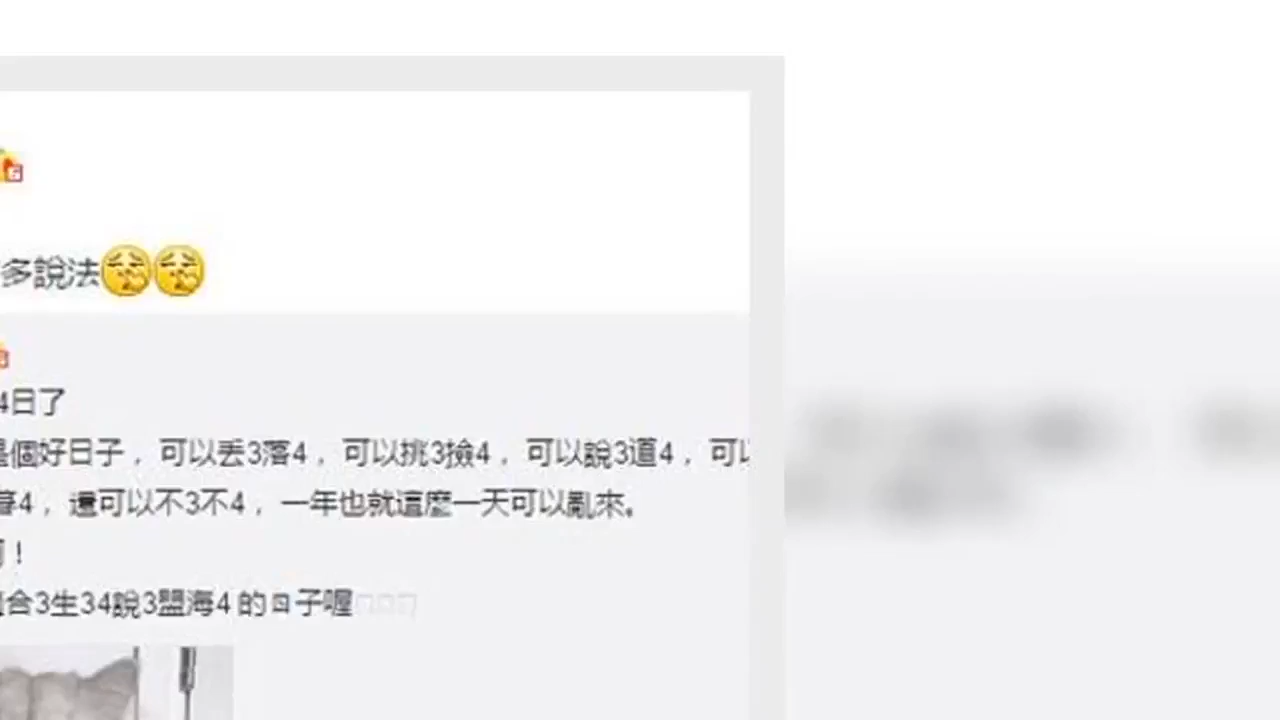 多說法
4日了
是個好日子，可以丟3落4，可以挑3撿4，可以說3道4，可以
暮4，還可以不3不4，一年也就這麼一天可以亂來。
！
合3生34說3盟海4的日子喔